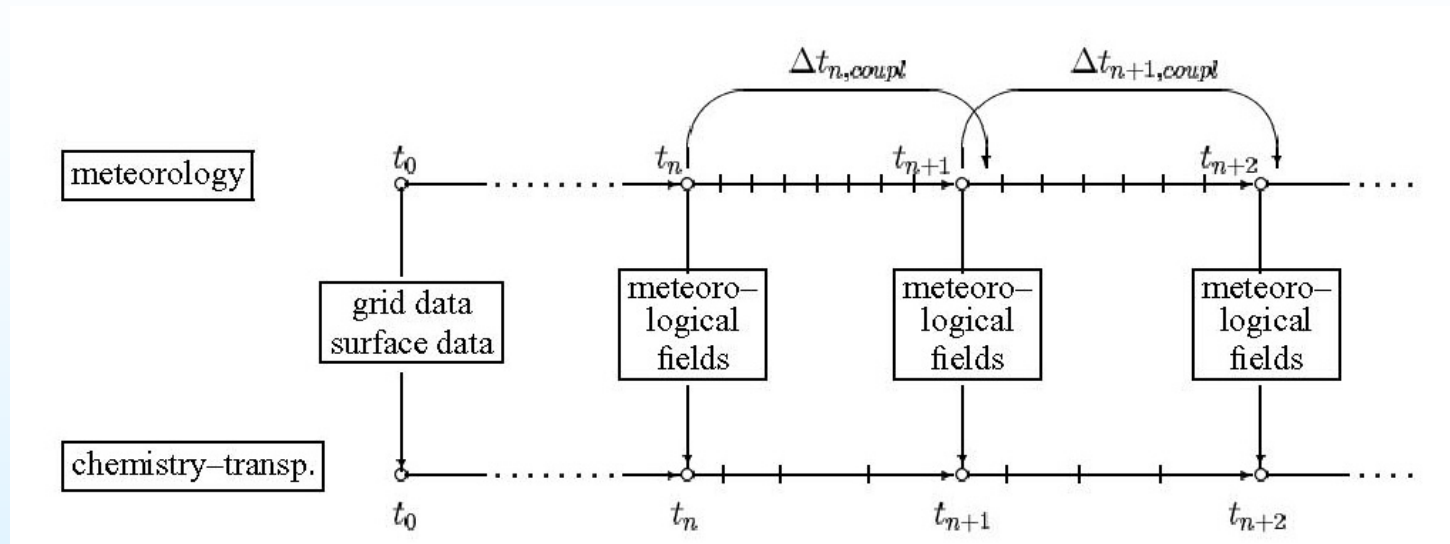 Δt_{n,coupl} Δt_{n+1,coupl}
meteorology
t_0 t_n t_{n+1} t_{n+2}
grid data
surface data
meteoro–
logical
fields
meteoro–
logical
fields
meteoro–
logical
fields
chemistry–transp.
t_0 t_n t_{n+1} t_{n+2}